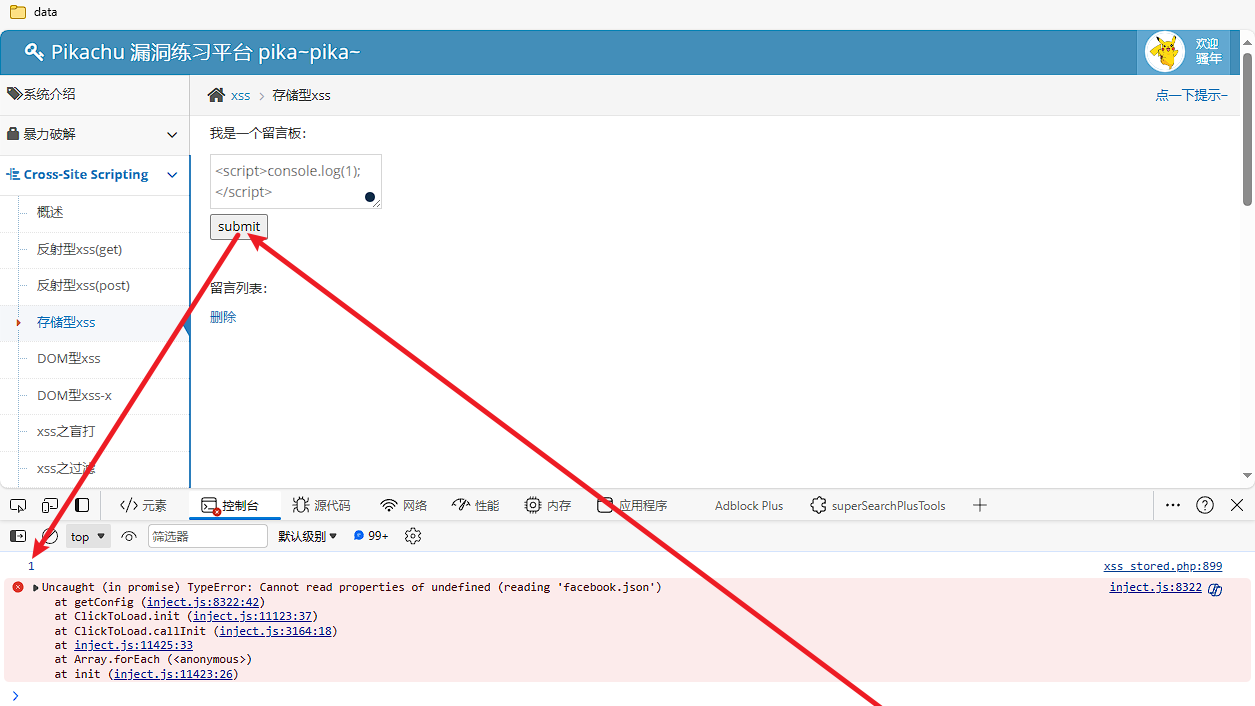 data
Pikachu 漏洞练习平台 pika~pika~
欢迎
骚年
系统介绍
xss > 存储型xss
点一下提示~
暴力破解
我是一个留言板：
Cross-Site Scripting
<script>console.log(1);
</script>
概述
submit
反射型xss(get)
反射型xss(post)
留言列表：
存储型xss
删除
DOM型xss
DOM型xss-x
xss之盲打
xss之过滤
</> 元素
控制台
源代码
网络
性能
内存
应用程序
Adblock Plus
superSearchPlusTools
top
筛选器
默认级别
99+
1
xss_stored.php:899
Uncaught (in promise) TypeError: Cannot read properties of undefined (reading 'facebook.json')
inject.js:8322
at getConfig (inject.js:8322:42)
at ClickToLoad.init (inject.js:11123:37)
at ClickToLoad.callInit (inject.js:3164:18)
at inject.js:11425:33
at Array.forEach (<anonymous>)
at init (inject.js:11423:26)
>